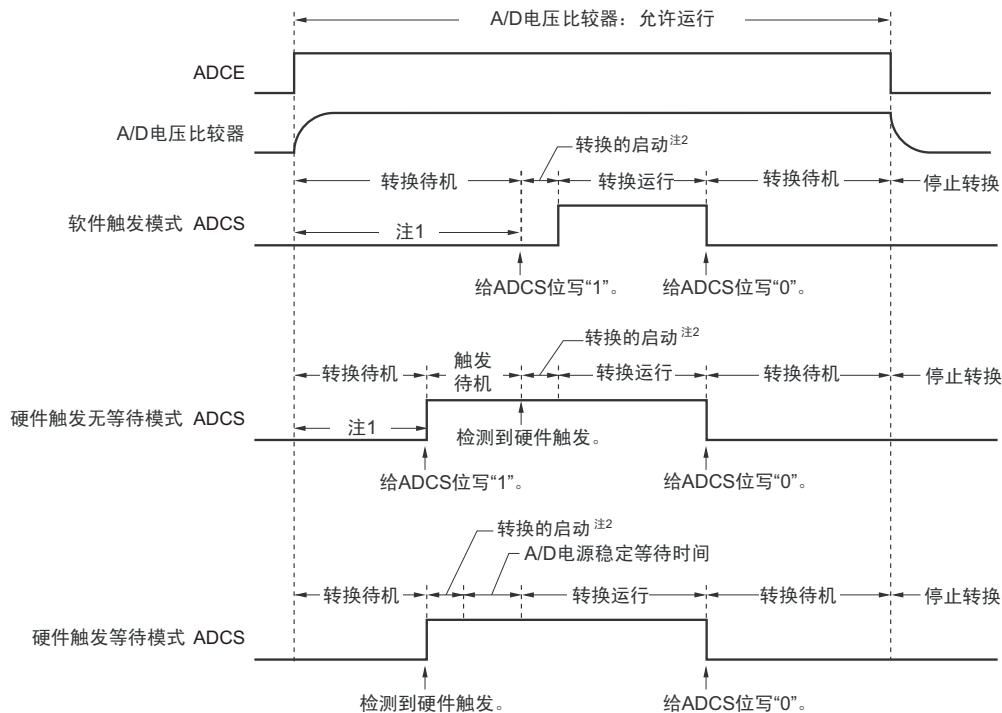 A/D电压比较器：允许运行
ADCE
A/D电压比较器
转换的启动注2
转换待机 转换运行 转换待机 停止转换
软件触发模式 ADCS
注1
给ADCS位写“1”。 给ADCS位写“0”。
转换的启动注2
转换待机 触发待机 转换运行 转换待机 停止转换
硬件触发无等待模式 ADCS
注1
检测到硬件触发。
给ADCS位写“1”。 给ADCS位写“0”。
转换的启动注2
A/D电源稳定等待时间
转换待机 转换运行 转换待机 停止转换
硬件触发等待模式 ADCS
检测到硬件触发。 给ADCS位写“0”。